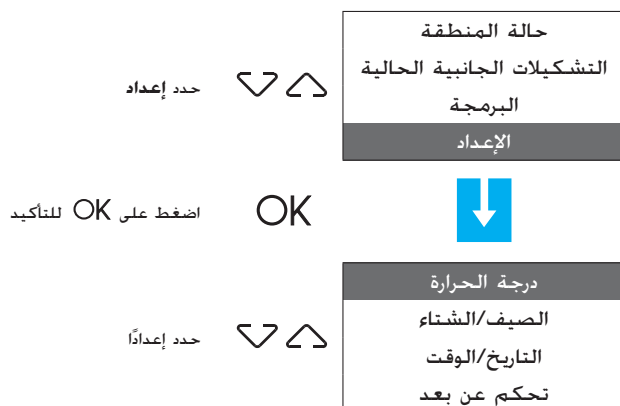 حالة المنطقة
التشكيلات الجانبية الحالية
البرمجة
الإعداد
حدد إعداد
OK
اضغط على OK للتأكيد
درجة الحرارة
الصيف/الشتاء
التاريخ/الوقت
تحكم عن بعد
حدد إعدادًا